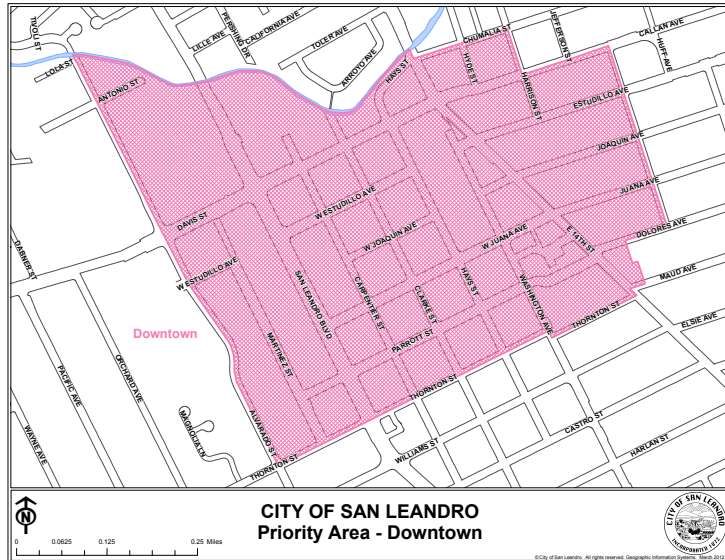 TIVOLI ST
LOLA ST
LILLE AVE
PERSHING DR
CALIFORNIA AVE
TOLER AVE
ARROYO AVE
HAYS ST
CHUMALIA ST
HYDE ST
JEFFERSON ST
HARRISON ST
CALLAN AVE
HUFF AVE
ANTONIO ST
ESTUDILLO AVE
JOAQUIN AVE
JUANA AVE
DOLORES AVE
DAVIS ST
W ESTUDILLO AVE
W JOAQUIN AVE
W JUANA AVE
E 14TH ST
MAUD AVE
ELSIE AVE
DARNER ST
W ESTUDILLO AVE
SAN LEANDRO BLVD
CARPENTIER ST
CLARKE ST
HAYS ST
WASHINGTON AVE
THORNTON ST
Downtown
MARTINEZ ST
PARROTT ST
PACIFIC AVE
ORCHARD AVE
THORNTON ST
WAYNE AVE
MAGNOLIA LN
ALVARADO ST
THORNTON ST
WILLIAMS ST
CASTRO ST
HARLAN ST
N
0 0.0625 0.125 0.25 Miles
CITY OF SAN LEANDRO
Priority Area - Downtown
CITY OF SAN LEANDRO
INCORPORATED 1872
© City of San Leandro. All rights reserved. Geographic Information Systems. March 2012